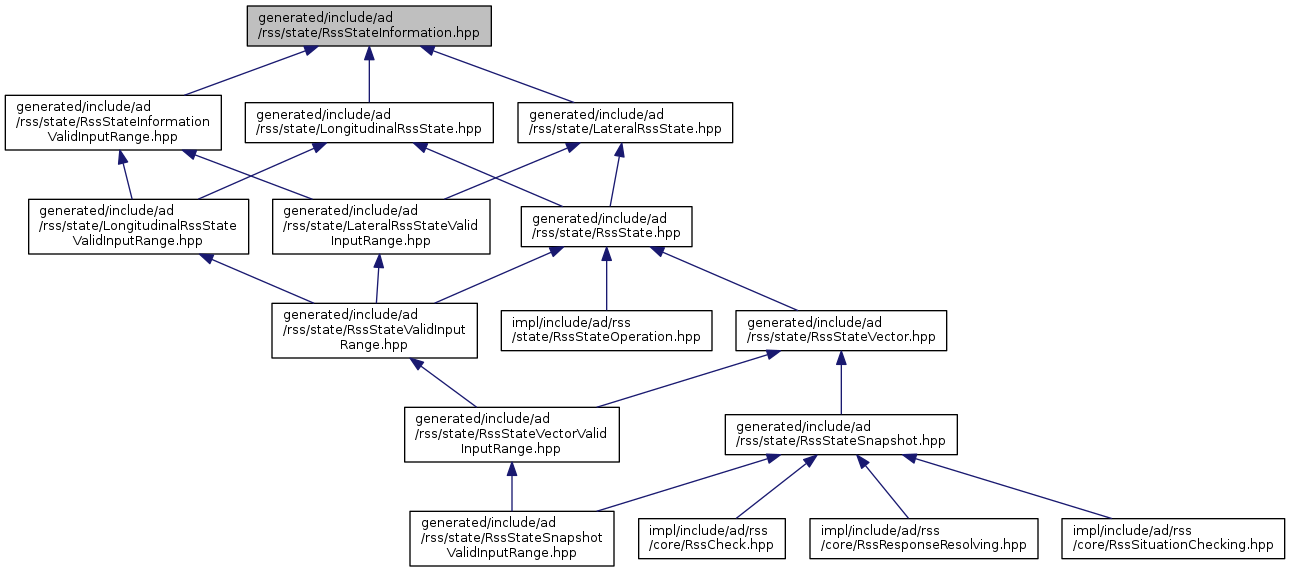 generated/include/ad
/rss/state/RssStateInformation.hpp
generated/include/ad
/rss/state/RssStateInformation
ValidInputRange.hpp
generated/include/ad
/rss/state/LongitudinalRssState.hpp
generated/include/ad
/rss/state/LateralRssState.hpp
generated/include/ad
/rss/state/LongitudinalRssState
ValidInputRange.hpp
generated/include/ad
/rss/state/LateralRssStateValid
InputRange.hpp
generated/include/ad
/rss/state/RssState.hpp
generated/include/ad
/rss/state/RssStateValidInput
Range.hpp
impl/include/ad/rss
/state/RssStateOperation.hpp
generated/include/ad
/rss/state/RssStateVector.hpp
generated/include/ad
/rss/state/RssStateVectorValid
InputRange.hpp
generated/include/ad
/rss/state/RssStateSnapshot.hpp
generated/include/ad
/rss/state/RssStateSnapshot
ValidInputRange.hpp
impl/include/ad/rss
/core/RssCheck.hpp
impl/include/ad/rss
/core/RssResponseResolving.hpp
impl/include/ad/rss
/core/RssSituationChecking.hpp